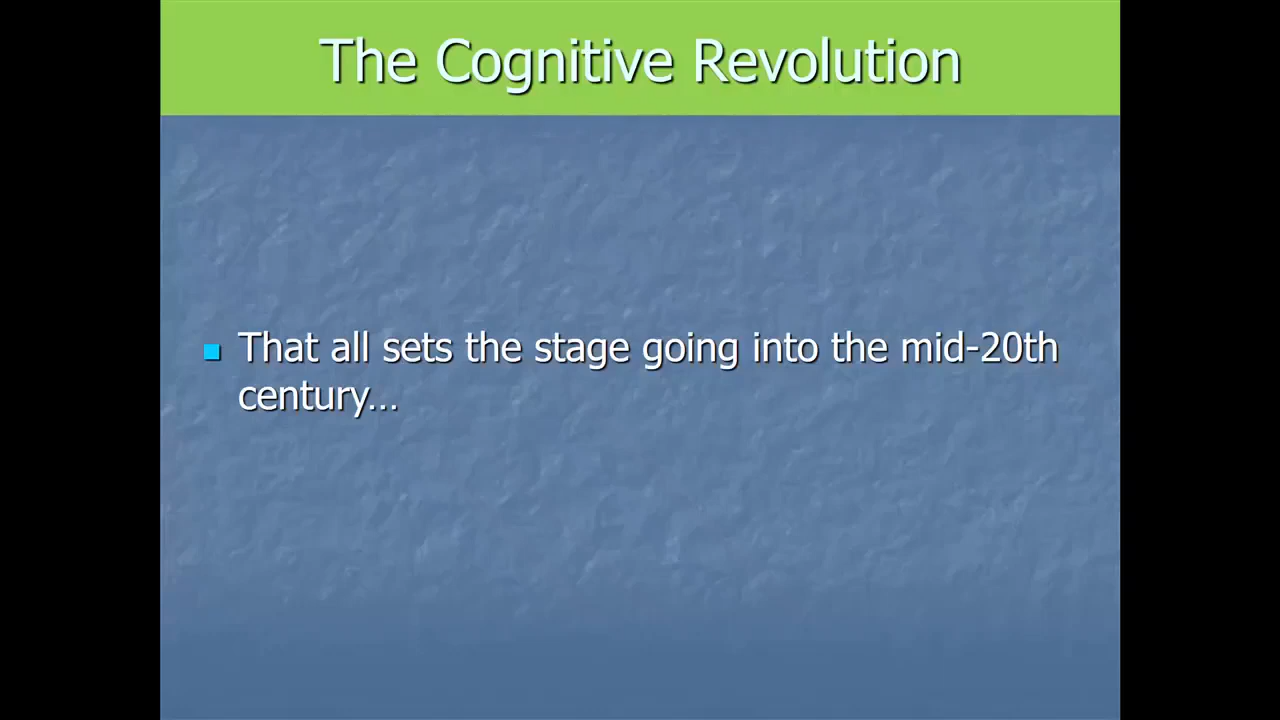 The Cognitive Revolution
That all sets the stage going into the mid-20th
century…